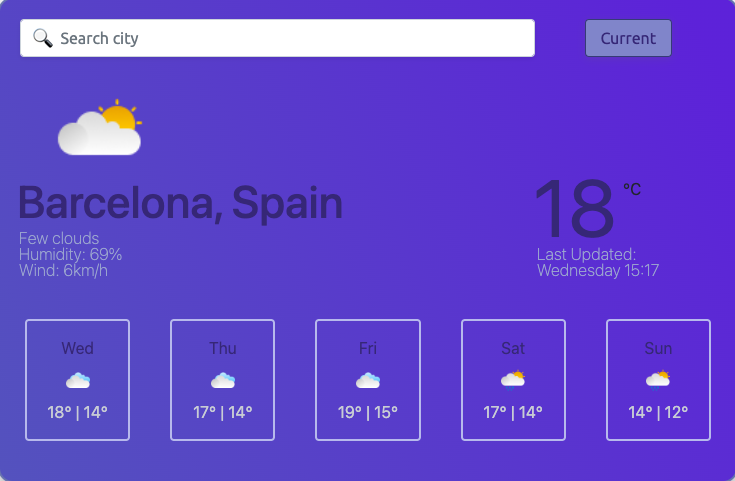 Search city
Current
Barcelona, Spain
18 °C
Few clouds
Humidity: 69%
Wind: 6km/h
Last Updated:
Wednesday 15:17
Wed
18° | 14°
Thu
17° | 14°
Fri
19° | 15°
Sat
17° | 14°
Sun
14° | 12°